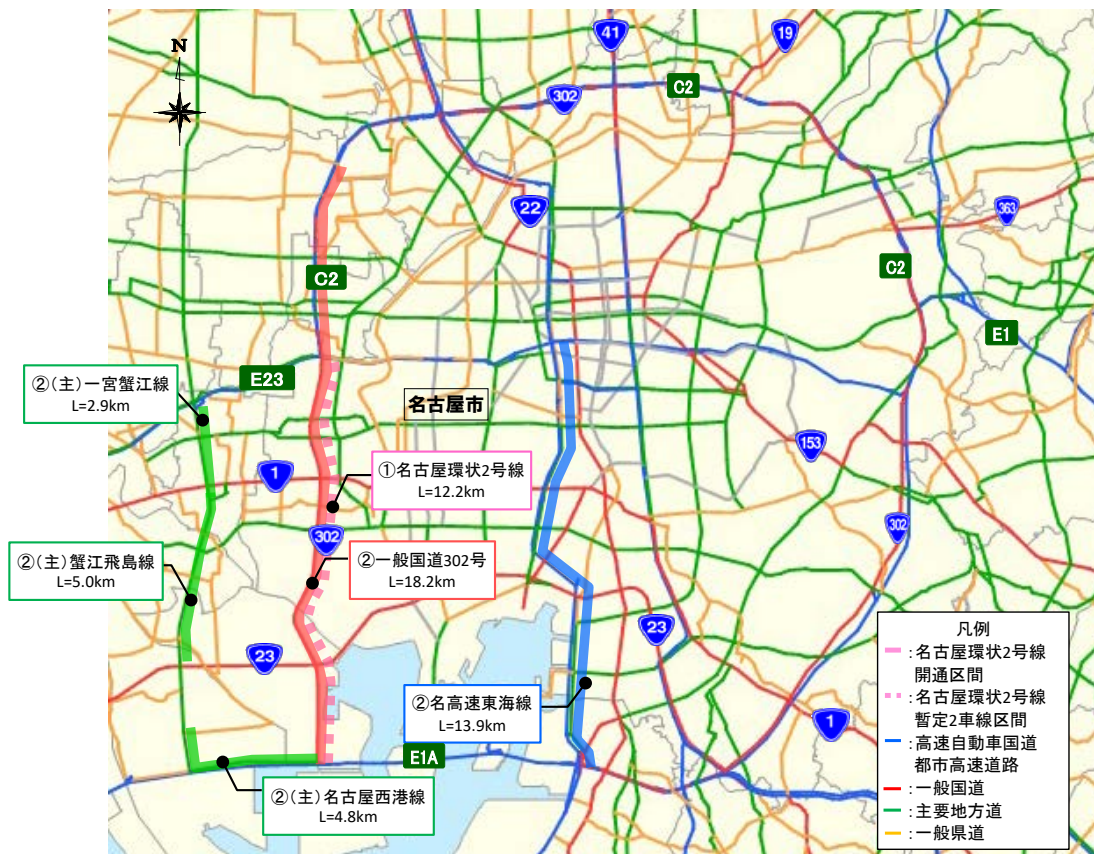 N
41
19
302
C2
363
22
C2
C2
E1
E23
名古屋市
②(主)一宮蟹江線
L=2.9km
153
1
①名古屋環状2号線
L=12.2km
302
302
②(主)蟹江飛島線
L=5.0km
②一般国道302号
L=18.2km
23
23
②名高速東海線
L=13.9km
1
E1A
②(主)名古屋西港線
L=4.8km
凡例
:名古屋環状2号線
開通区間
:名古屋環状2号線
暫定2車線区間
:高速自動車国道
都市高速道路
:一般国道
:主要地方道
:一般県道